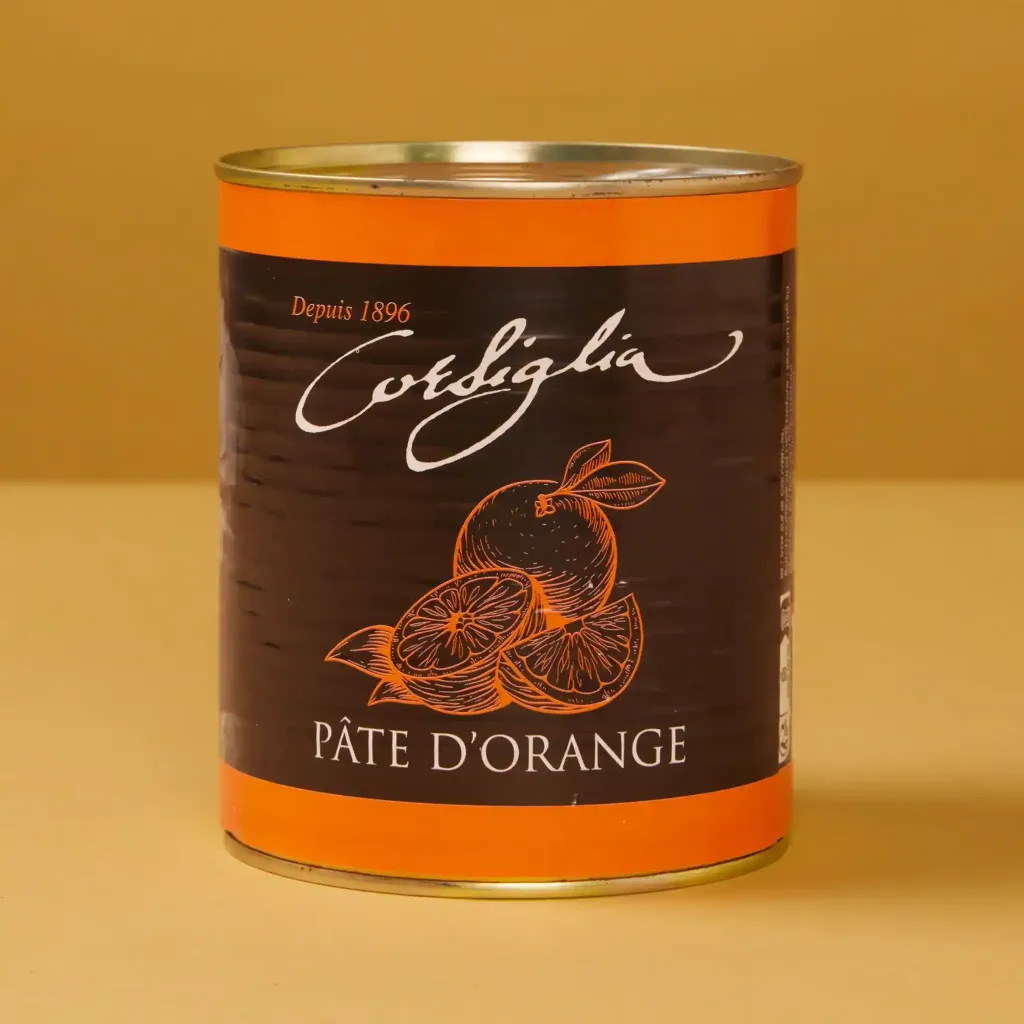 Depuis 1896
Corsiglia
PÂTE D'ORANGE